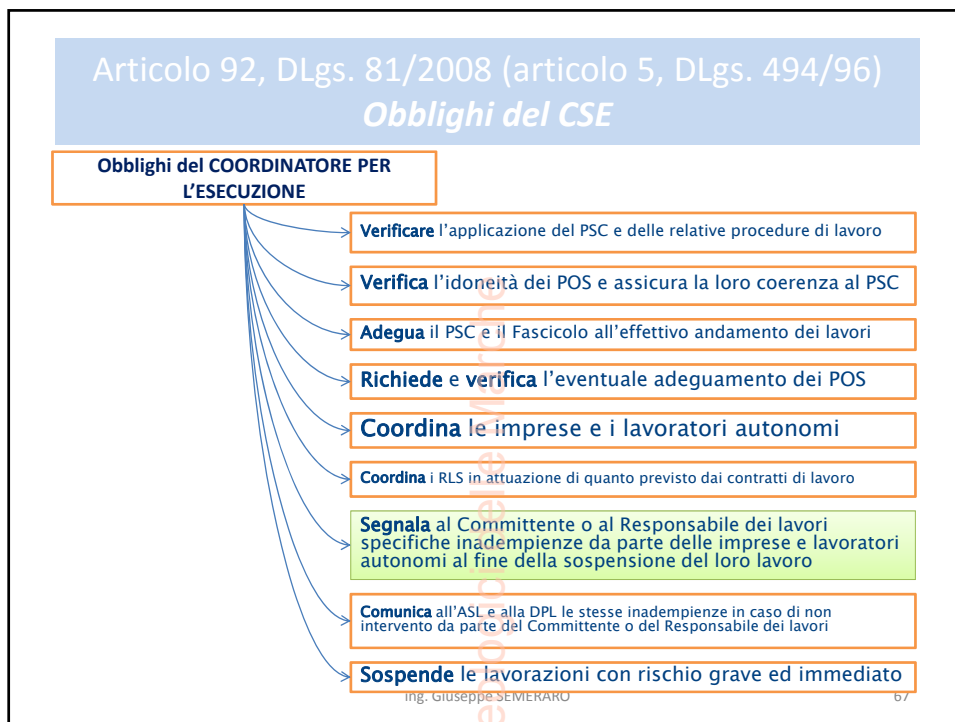 Articolo 92, DLgs. 81/2008 (articolo 5, DLgs. 494/96)
Obblighi del CSE
Obblighi del COORDINATORE PER
L'ESECUZIONE
Verificare l'applicazione del PSC e delle relative procedure di lavoro
Verifica l'idoneità dei POS e assicura la loro coerenza al PSC
Adegua il PSC e il Fascicolo all'effettivo andamento dei lavori
Richiede e verifica l'eventuale adeguamento dei POS
Coordina le imprese e i lavoratori autonomi
Coordina i RLS in attuazione di quanto previsto dai contratti di lavoro
Segnala al Committente o al Responsabile dei lavori
specifiche inadempienze da parte delle imprese e lavoratori
autonomi al fine della sospensione del loro lavoro
Comunica all'ASL e alla DPL le stesse inadempienze in caso di non
intervento da parte del Committente o del Responsabile dei lavori
Sospende le lavorazioni con rischio grave ed immediato
ing. Giuseppe SEMERARO 67
delle Marche